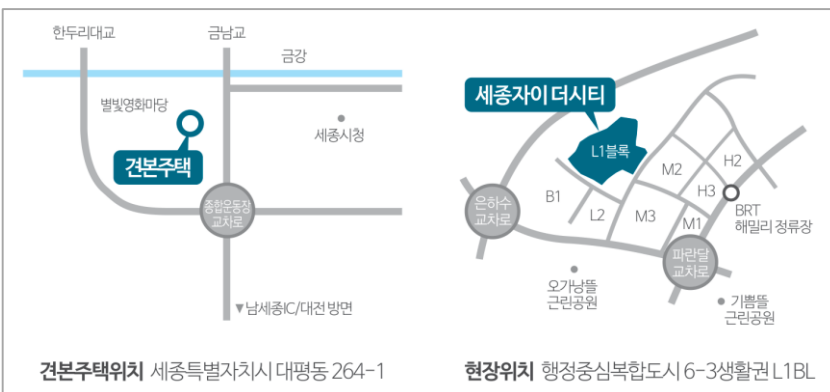 한두리대교
금남교
금강
별빛영화마당
세종시청
견본주택
종합운동장
교차로
▼남세종IC/대전 방면
견본주택위치 세종특별자치시 대평동 264-1
세종자이 더시티
L1블록
M2
H2
H3
B1
L2
M3
M1
BRT
해밀리 정류장
은하수
교차로
파란달
교차로
오가낭뜰
근린공원
기쁨뜰
근린공원
현장위치 행정중심복합도시 6-3생활권 L1BL